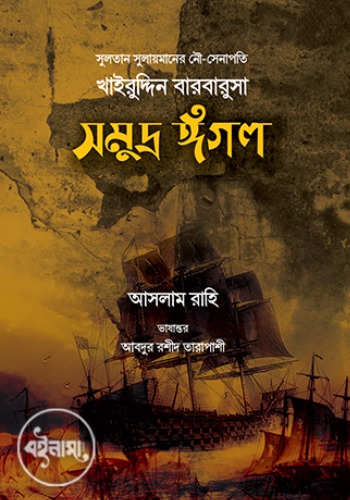 সুলতান সুলায়মানের নৌ-সেনাপতি
খাইরুদ্দিন বারবারুসা
সমুদ্র ঈগল
আসলাম রাহি
ভাষান্তর
আবদুর রশীদ তারাপাশী
বইনামা